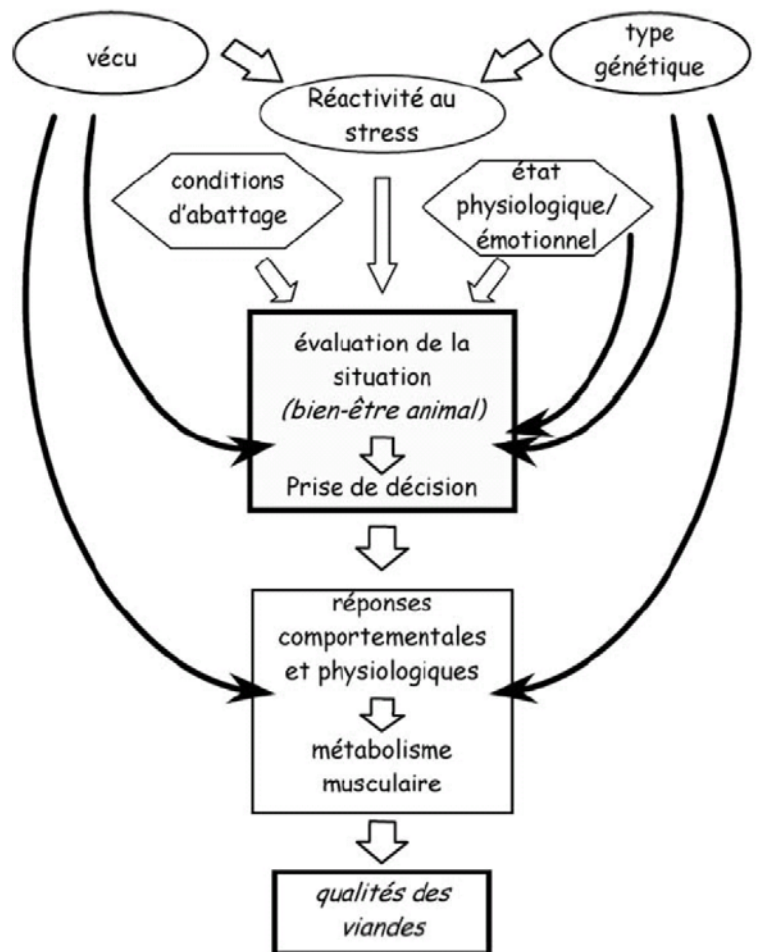 vécu
type
génétique
Réactivité au
stress
conditions
d'abattage
état
physiologique/
émotionnel
évaluation de la
situation
(bien-être animal)
Prise de décision
réponses
comportementales
et physiologiques
métabolisme
musculaire
qualités des
viandes